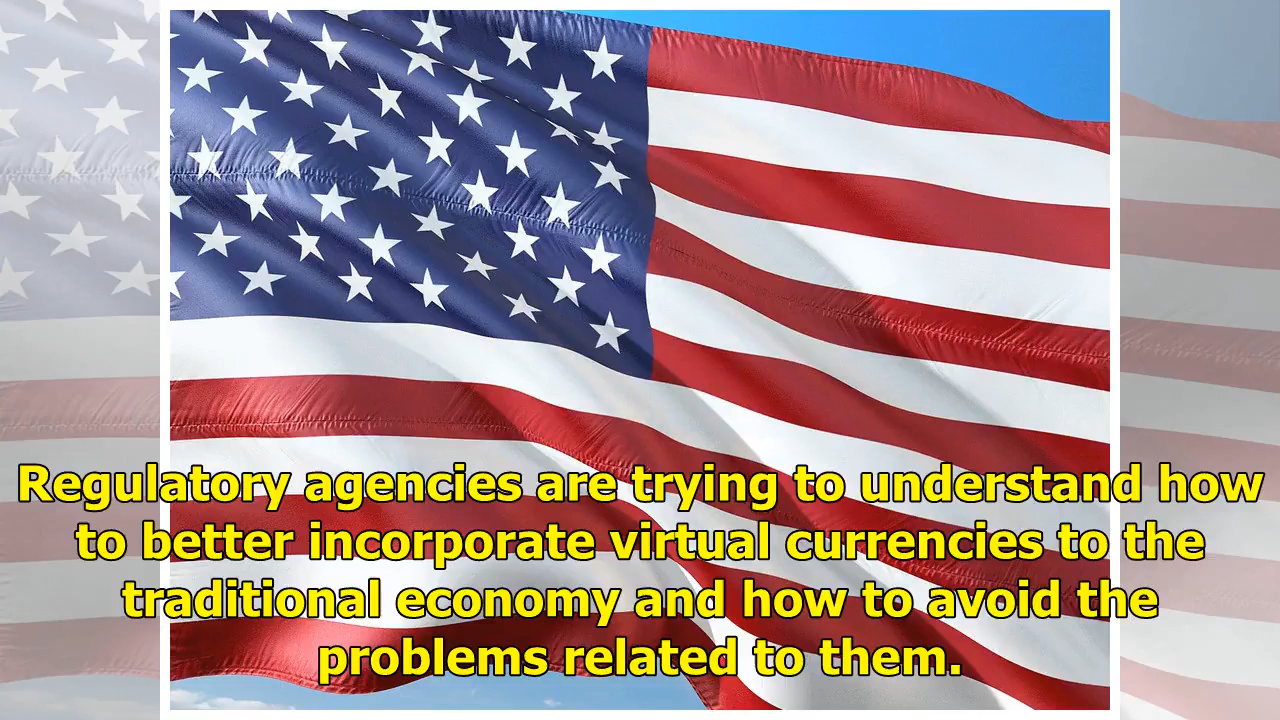 Regulatory agencies are trying to understand how
to better incorporate virtual currencies to the
traditional economy and how to avoid the
problems related to them.